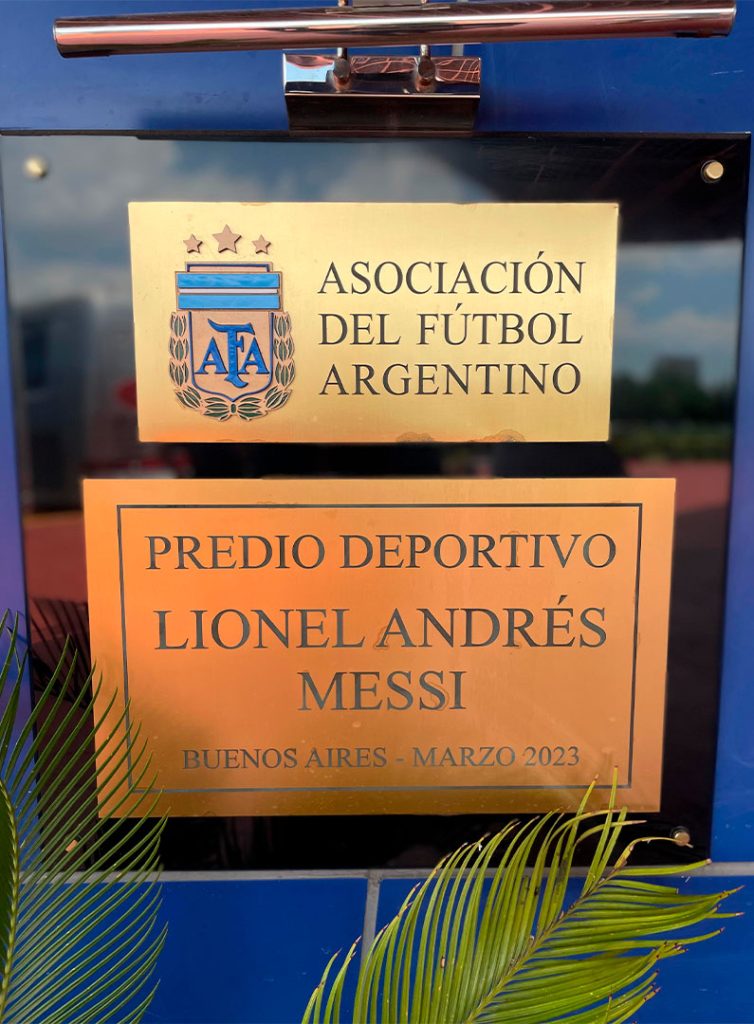 AFA
ASOCIACIÓN
DEL FÚTBOL
ARGENTINO
PREDIO DEPORTIVO
LIONEL ANDRÉS
MESSI
BUENOS AIRES - MARZO 2023